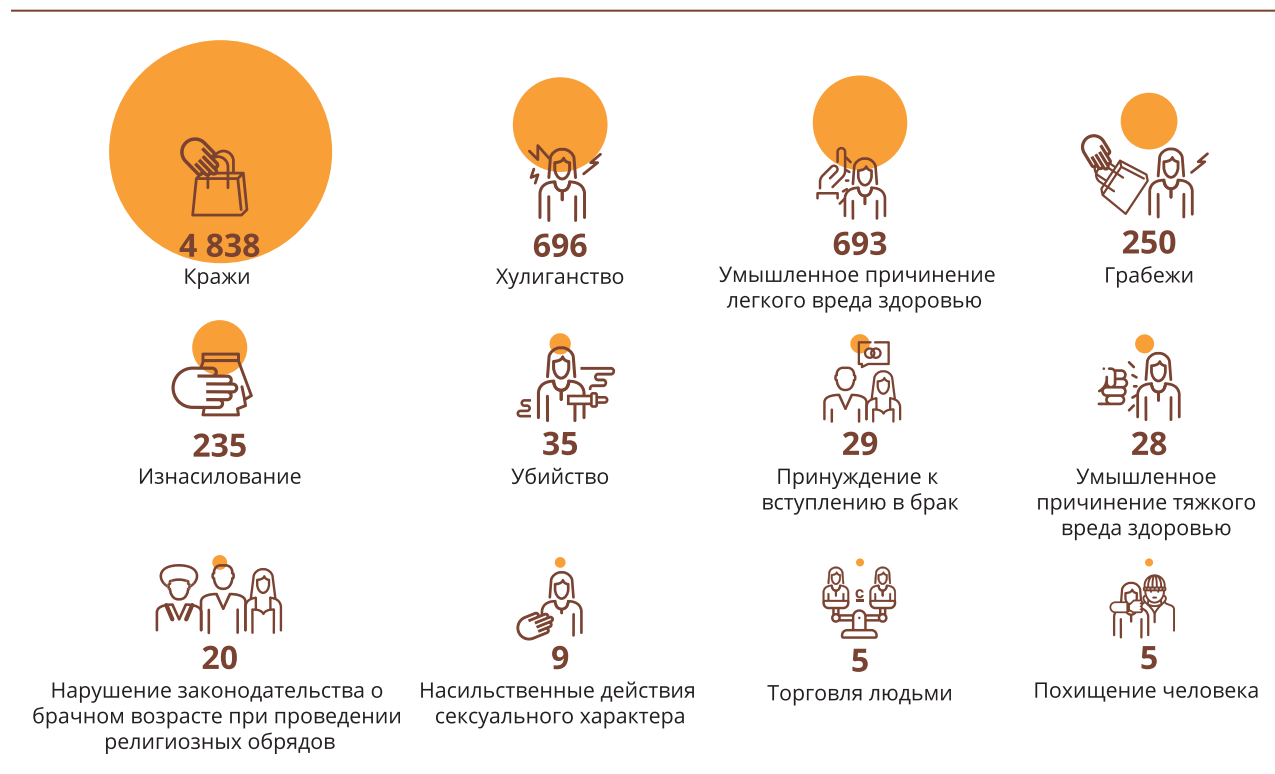 4 838
Кражи
696
Хулиганство
693
Умышленное причинение
легкого вреда здоровью
250
Грабежи
235
Изнасилование
35
Убийство
29
Принуждение к
вступлению в брак
28
Умышленное
причинение тяжкого
вреда здоровью
20
Нарушение законодательства о
брачном возрасте при проведении
религиозных обрядов
9
Насильственные действия
сексуального характера
с
5
Торговля людьми
5
Похищение человека